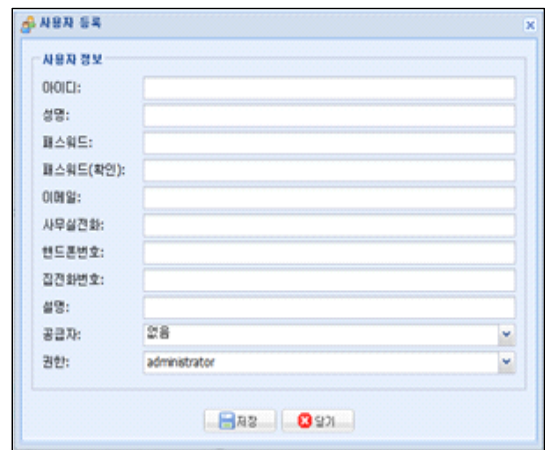 사용자 등록
사용자 정보
아이디:
성명:
패스워드:
패스워드(확인):
이메일:
사무실전화:
핸드폰번호:
집전화번호:
설명:
공급자: 없음
권한: administrator
저장 닫기